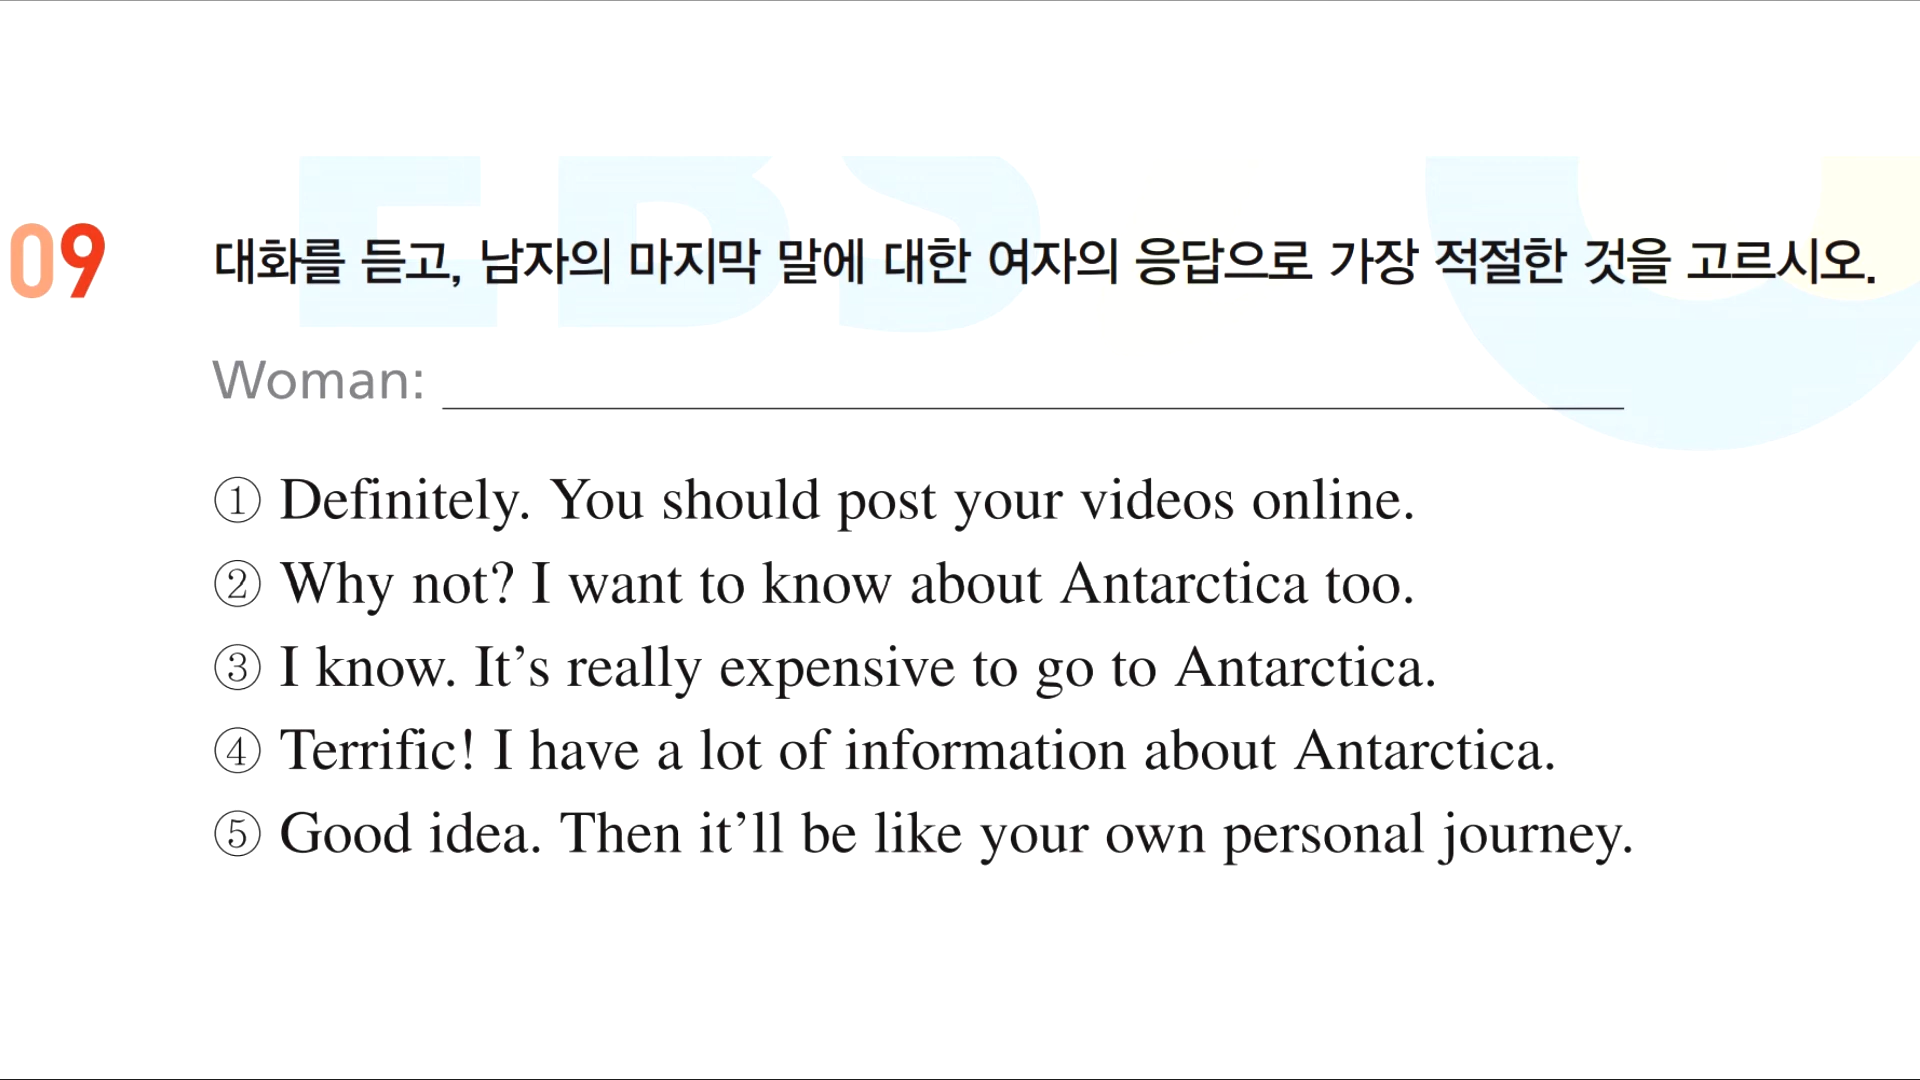 09 대화를 듣고, 남자의 마지막 말에 대한 여자의 응답으로 가장 적절한 것을 고르시오.
Woman:
① Definitely. You should post your videos online.
② Why not? I want to know about Antarctica too.
③ I know. It’s really expensive to go to Antarctica.
④ Terrific! I have a lot of information about Antarctica.
⑤ Good idea. Then it’ll be like your own personal journey.